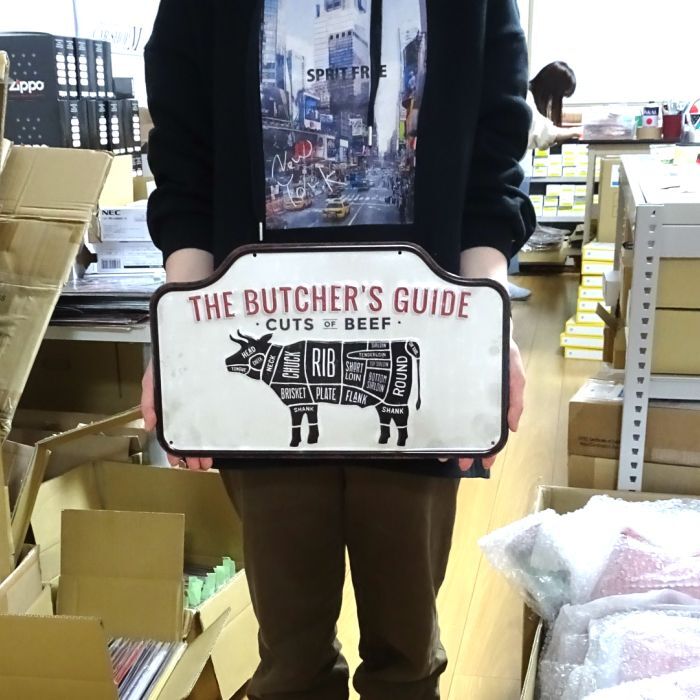 zippo
NEC
SPRIT FREE
New York
THE BUTCHER'S GUIDE
· CUTS OF BEEF ·
HEAD
CHEEK
TONGUE
NECK
CHUCK
RIB
SHORT LOIN
SIRLOIN
TENDERLOIN
TOP SIRLOIN
BOTTOM SIRLOIN
ROUND
BRISKET
PLATE
FLANK
SHANK
SHANK